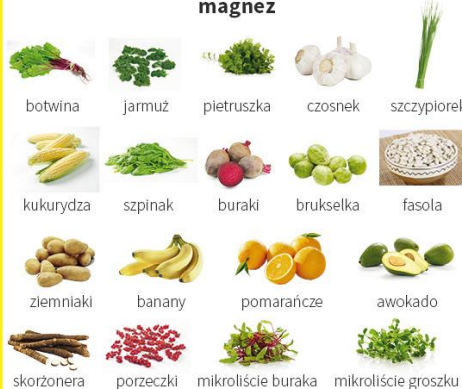 magnez
botwina jarmuż pietruszka czosnek szczypiorek
kukurydza szpinak buraki brukselka fasola
ziemniaki banany pomarańcze awokado
skorżonera porzeczki mikroliście buraka mikroliście groszku